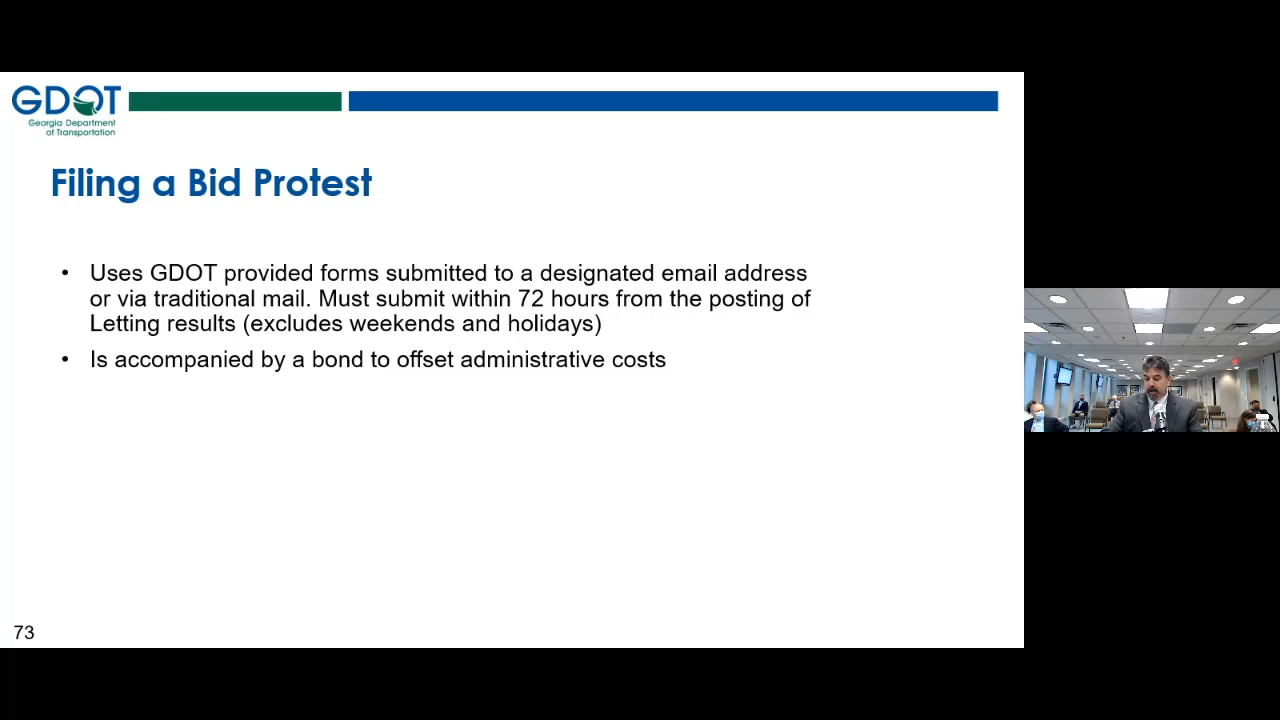 GDOT
Georgia Department
of Transportation
Filing a Bid Protest
• Uses GDOT provided forms submitted to a designated email address
or via traditional mail. Must submit within 72 hours from the posting of
Letting results (excludes weekends and holidays)
• Is accompanied by a bond to offset administrative costs
73